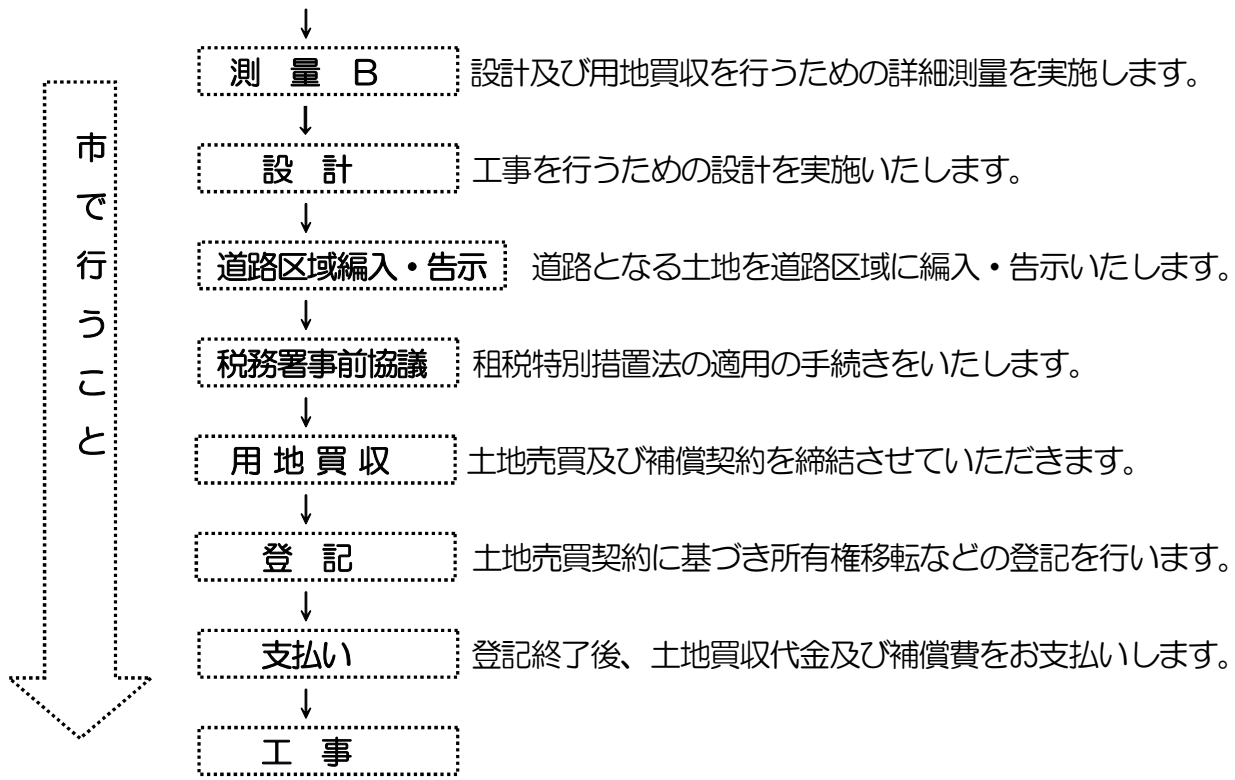 ↓
測 量 B 設計及び用地買収を行うための詳細測量を実施します。
↓
設 計 工事を行うための設計を実施いたします。
↓
道路区域編入・告示 道路となる土地を道路区域に編入・告示いたします。
↓
税務署事前協議 租税特別措置法の適用の手続きをいたします。
↓
用 地 買 収 土地売買及び補償契約を締結させていただきます。
↓
登 記 土地売買契約に基づき所有権移転などの登記を行います。
↓
支払い 登記終了後、土地買収代金及び補償費をお支払いします。
↓
工 事
市で行うこと